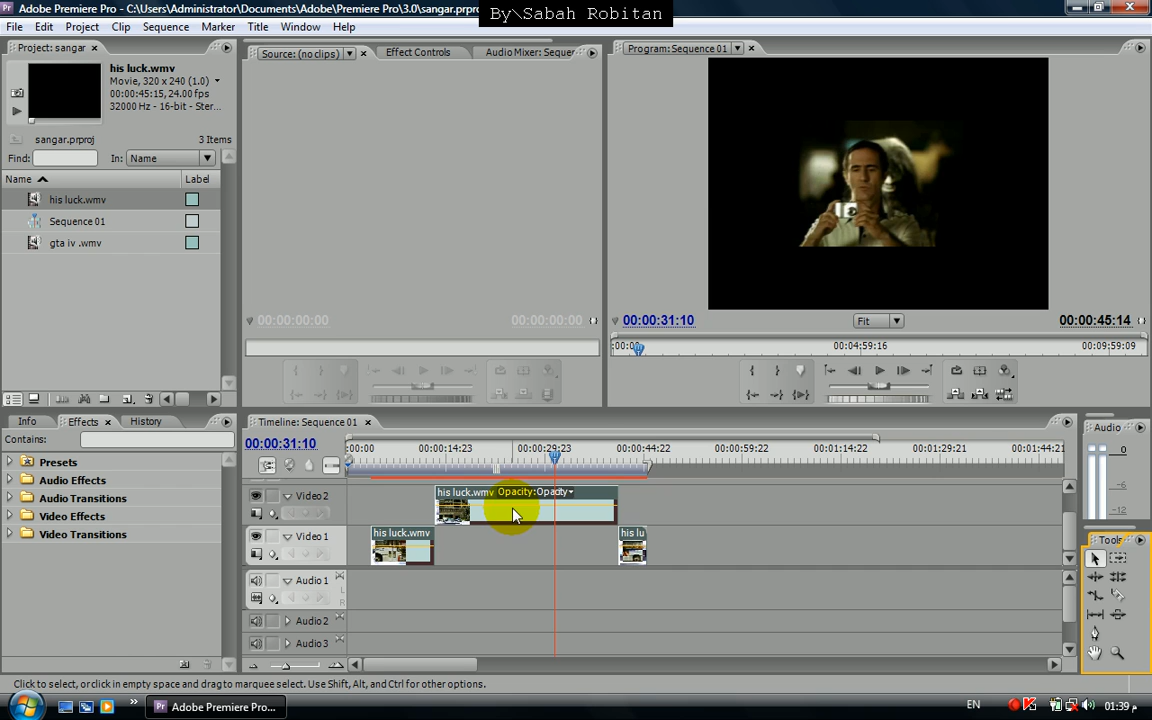 Adobe Premiere Pro - C:\Users\Administrator\Documents\Adobe\Premiere Pro\3.0\sangar.prproj
By\Sabah Robitan
File Edit Project Clip Sequence Marker Title Window Help
Project: sangar
Source: (no clips) Effect Controls Audio Mixer: Sequen
Program: Sequence 01
his luck.wmv
Movie, 320 x 240 (1.0)
00:00:45:15, 24.00 fps
32000 Hz - 16-bit - Ster...
sangar.prproj 3 Items
Find: In: Name
Name Label
his luck.wmv
Sequence 01
gta iv .wmv
00:00:00:00 00:00:00:00
00:00:31:10 Fit 00:00:45:14
00:04:59:16 00:09:59:09
Info Effects History
Timeline: Sequence 01
Audio
Contains:
00:00:31:10
:00:00 00:00:14:23 00:00:29:23 00:00:44:22 00:00:59:22 00:01:14:22 00:01:29:21 00:01:44:21
0
-6
-12
Presets
Audio Effects
Audio Transitions
Video Effects
Video Transitions
Video 2 his luck.wmv Opacity:Opacity
Video 1 his luck.wmv his lu
Audio 1
L
R
Audio 2
Audio 3
Tools
Click to select, or click in empty space and drag to marquee select. Use Shift, Alt, and Ctrl for other options.
Adobe Premiere Pro... EN 01:39 م